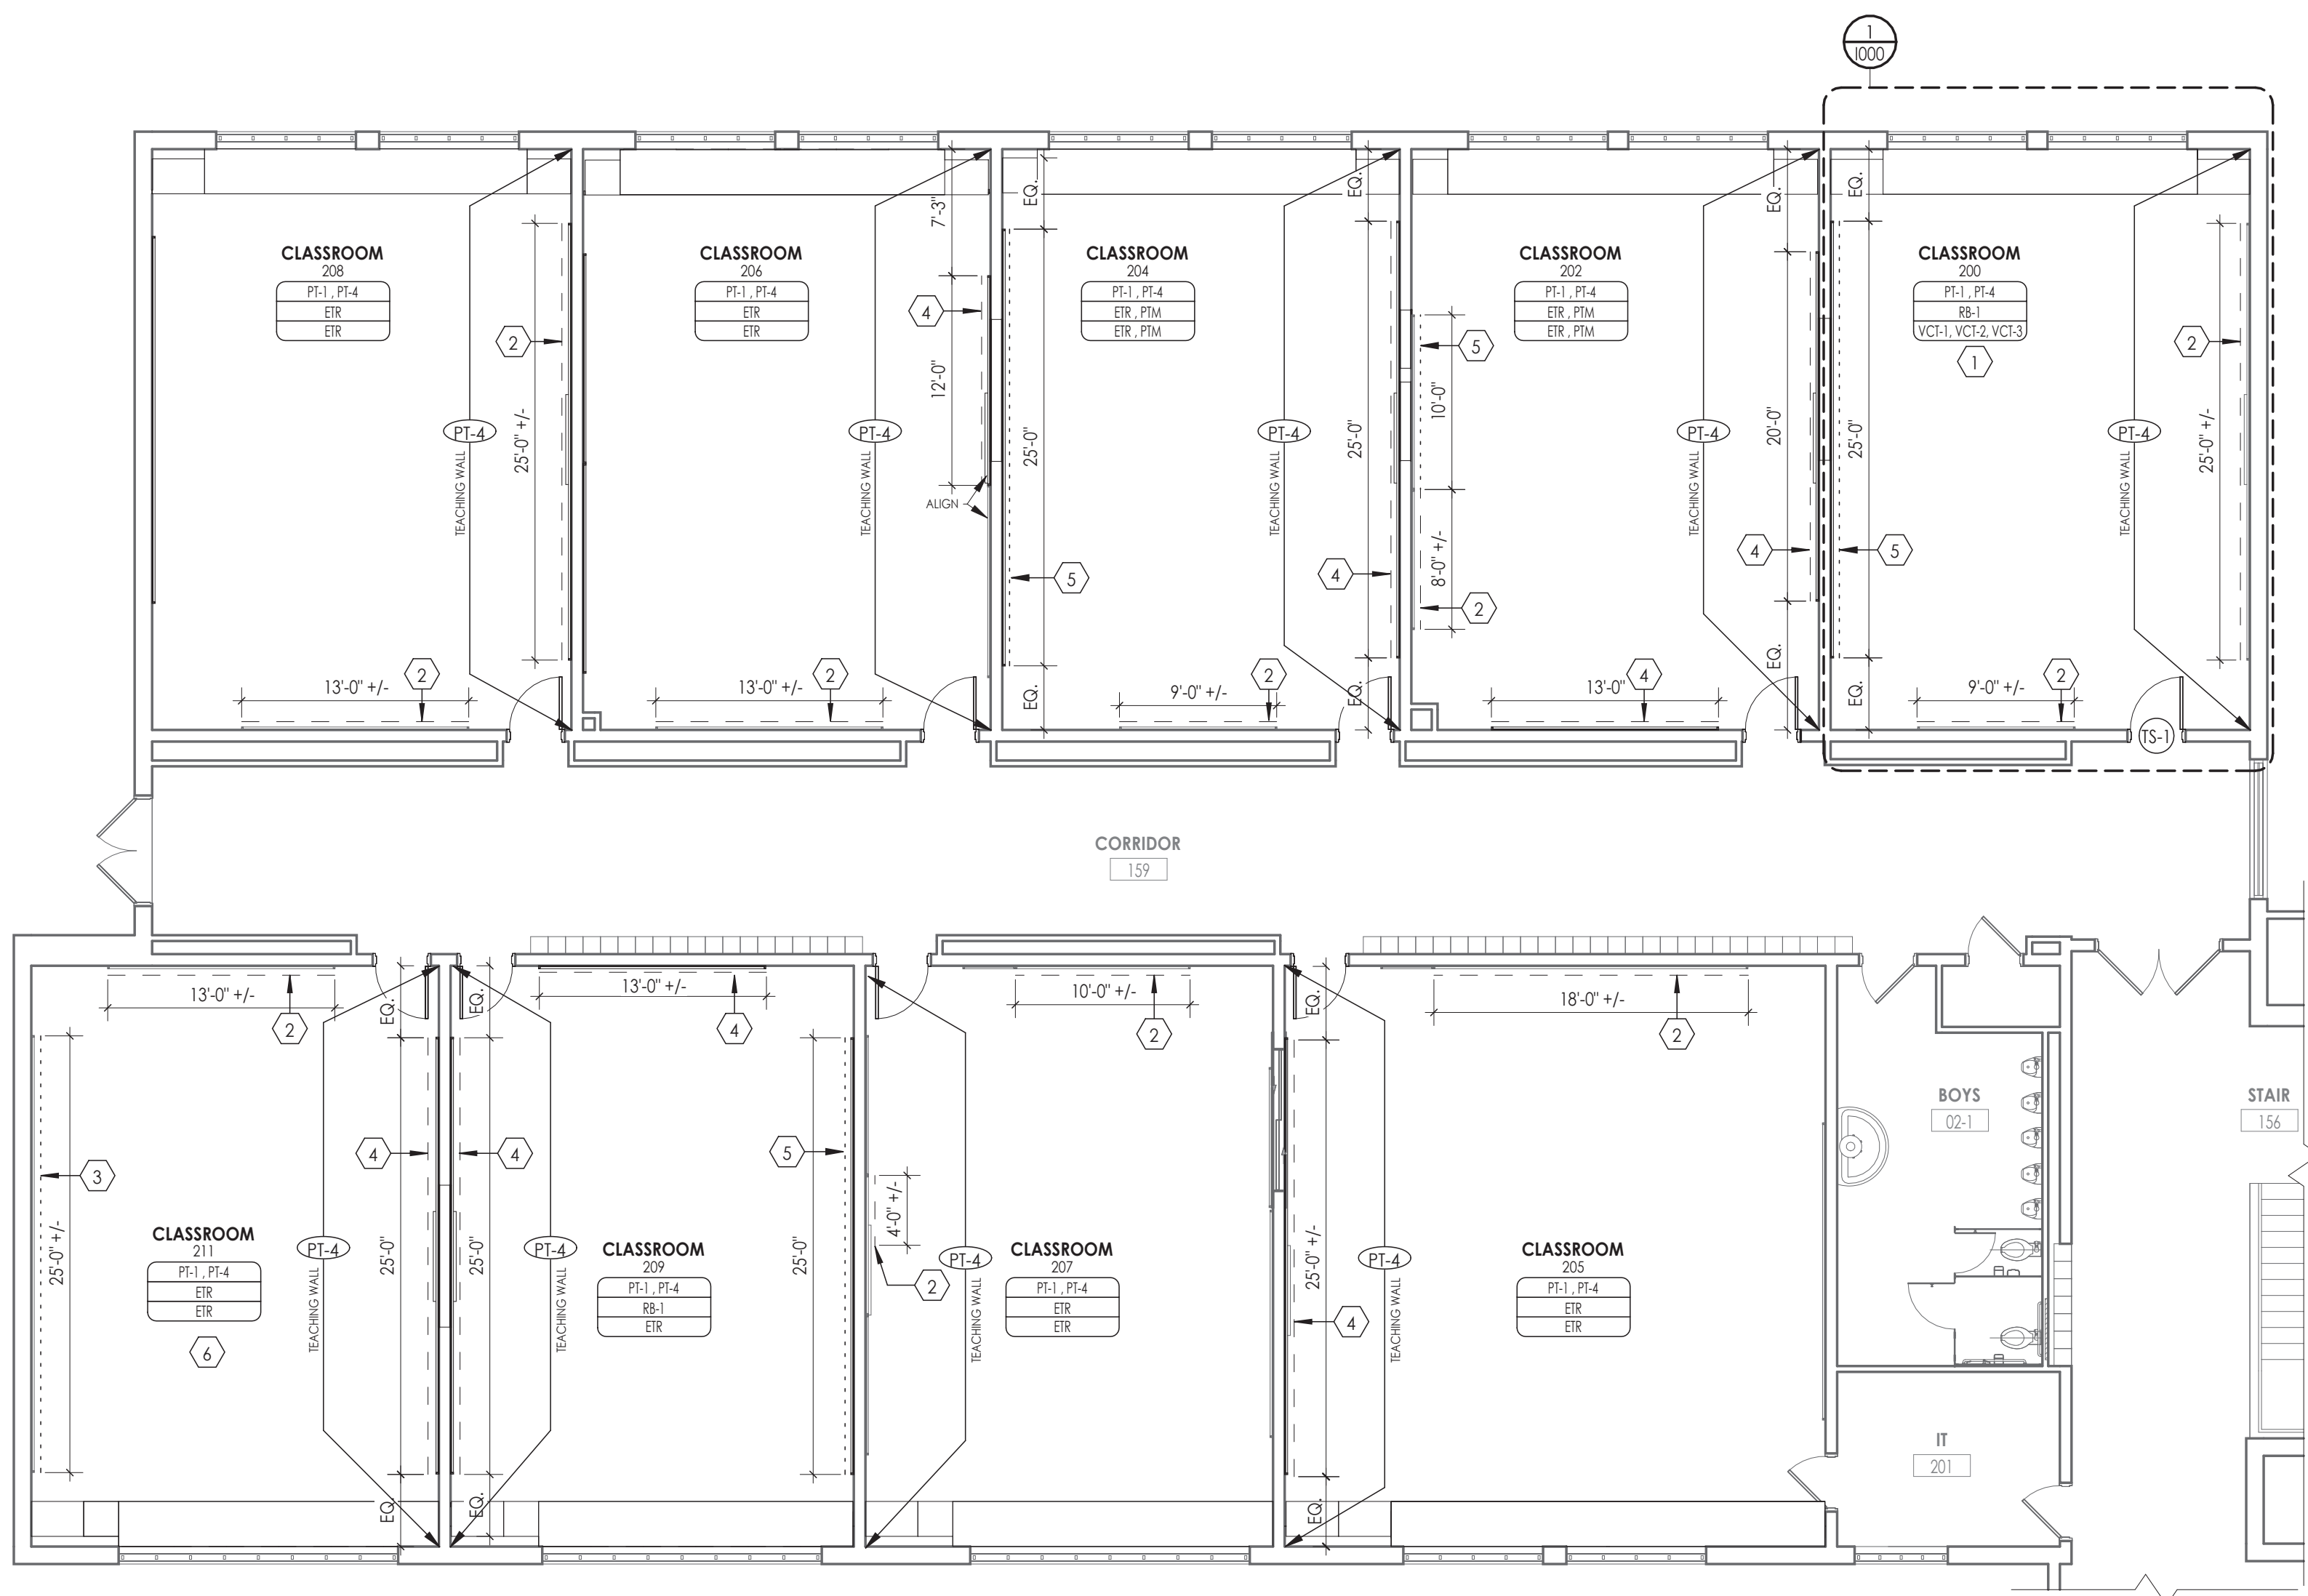 1
I000
CLASSROOM
208
PT-1 , PT-4
ETR
ETR
2
25'-0" +/-
PT-4
TEACHING WALL
13'-0" +/-
2
CLASSROOM
206
PT-1 , PT-4
ETR
ETR
7'-3"
4
12'-0"
PT-4
TEACHING WALL
ALIGN
13'-0" +/-
2
EQ.
CLASSROOM
204
PT-1 , PT-4
ETR , PTM
ETR , PTM
25'-0"
5
EQ.
PT-4
TEACHING WALL
EQ.
25'-0"
4
9'-0" +/-
2
EQ.
CLASSROOM
202
PT-1 , PT-4
ETR , PTM
ETR , PTM
5
10'-0"
8'-0" +/-
2
PT-4
TEACHING WALL
EQ.
20'-0"
4
EQ.
13'-0"
4
EQ.
CLASSROOM
200
PT-1 , PT-4
RB-1
VCT-1, VCT-2, VCT-3
1
25'-0"
5
EQ.
PT-4
TEACHING WALL
2
25'-0" +/-
9'-0" +/-
2
TS-1
CORRIDOR
159
13'-0" +/-
2
3
25'-0" +/-
CLASSROOM
211
PT-1 , PT-4
ETR
ETR
6
PT-4
TEACHING WALL
EQ.
4
25'-0"
EQ.
EQ.
4
25'-0"
EQ.
13'-0" +/-
4
PT-4
TEACHING WALL
CLASSROOM
209
PT-1 , PT-4
RB-1
ETR
5
25'-0"
10'-0" +/-
2
4'-0" +/-
2
PT-4
TEACHING WALL
CLASSROOM
207
PT-1 , PT-4
ETR
ETR
EQ.
25'-0" +/-
4
EQ.
PT-4
TEACHING WALL
18'-0" +/-
2
CLASSROOM
205
PT-1 , PT-4
ETR
ETR
BOYS
02-1
STAIR
156
IT
201